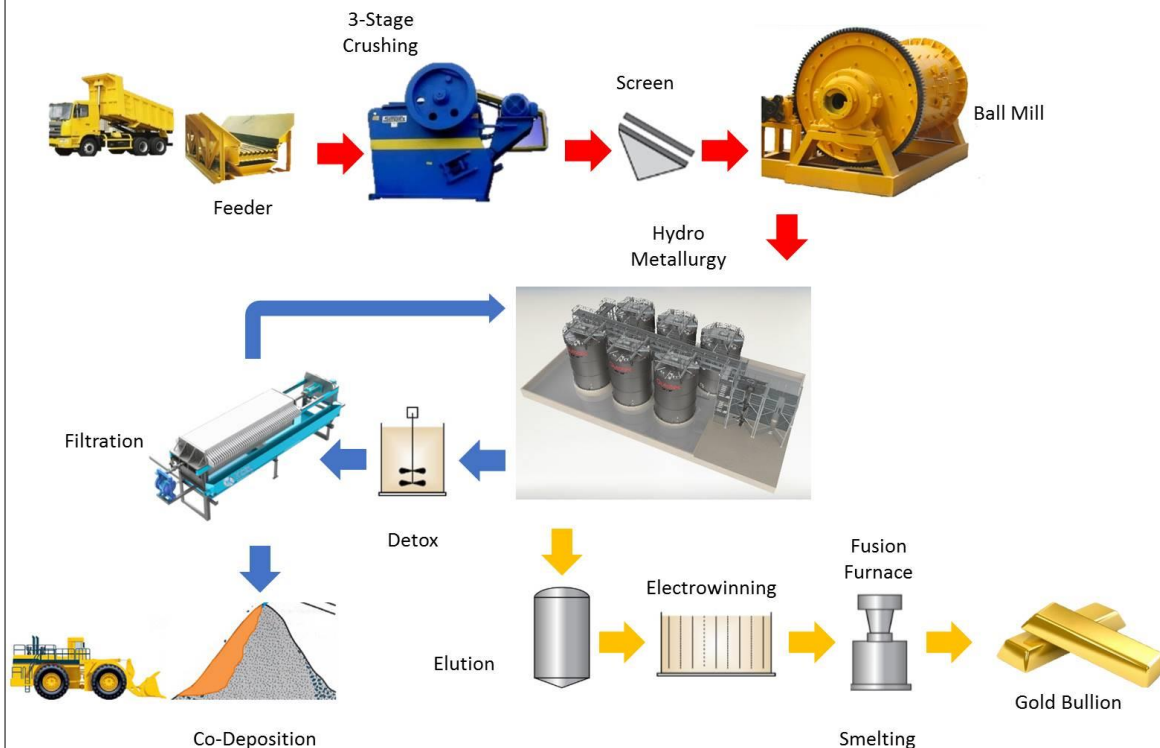 3-Stage
Crushing
Screen
Ball Mill
Feeder
Hydro
Metallurgy
Filtration
Detox
Fusion
Furnace
Electrowinning
Elution
Gold Bullion
Co-Deposition
Smelting